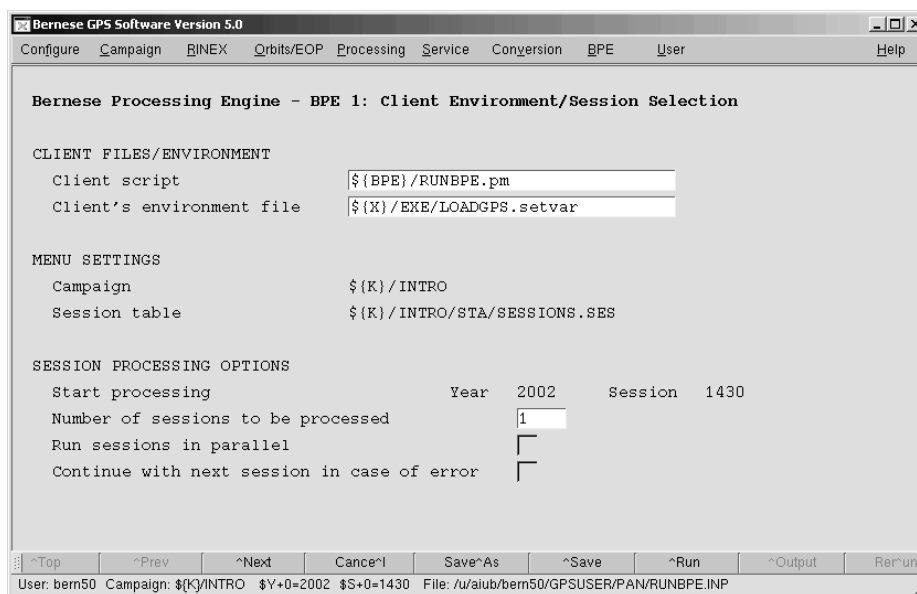 Bernese GPS Software Version 5.0
Configure Campaign RINEX Orbits/EOP Processing Service Conversion BPE User Help
Bernese Processing Engine - BPE 1: Client Environment/Session Selection
CLIENT FILES/ENVIRONMENT
Client script ${BPE}/RUNBPE.pm
Client's environment file ${X}/EXE/LOADGPS.setvar
MENU SETTINGS
Campaign ${K}/INTRO
Session table ${K}/INTRO/STA/SESSIONS.SES
SESSION PROCESSING OPTIONS
Start processing Year 2002 Session 1430
Number of sessions to be processed 1
Run sessions in parallel
Continue with next session in case of error
^Top ^Prev ^Next Cance^l Save^As ^Save ^Run ^Output Rer^un
User: bern50 Campaign: ${K}/INTRO $Y+0=2002 $S+0=1430 File: /u/aiub/bern50/GPSUSER/PAN/RUNBPE.INP